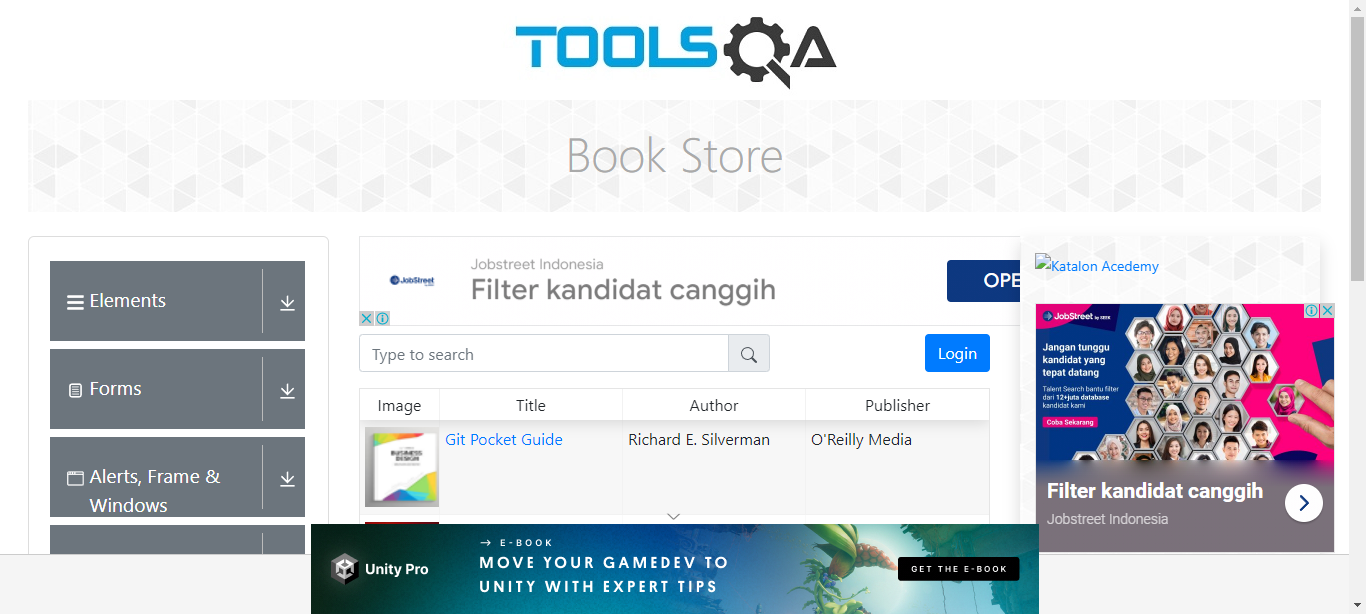 TOOLSQA
Book Store
Elements
Forms
Alerts, Frame &
Windows
JobStreet
Jobstreet Indonesia
Filter kandidat canggih
OPE
Type to search
Login
Image Title Author Publisher
BUSINESS
DESIGN
Git Pocket Guide Richard E. Silverman O'Reilly Media
Katalon Acedemy
JobStreet by SEEK
Jangan tunggu
kandidat yang
tepat datang
Talent Search bantu filter
dari 12+juta database
kandidat kami
Coba Sekarang
Filter kandidat canggih
Jobstreet Indonesia
Unity Pro
→ E-BOOK
MOVE YOUR GAMEDEV TO
UNITY WITH EXPERT TIPS
GET THE E-BOOK